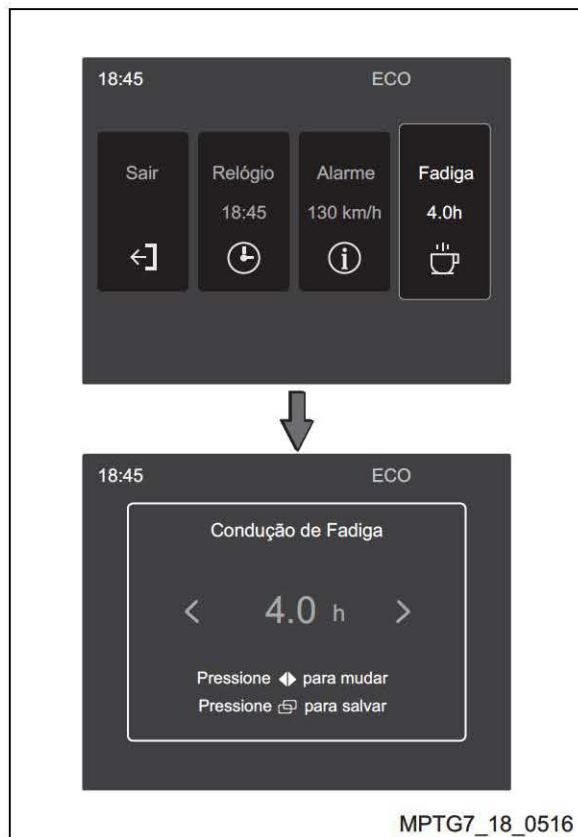 18:45 ECO
Sair Relógio Alarme Fadiga
18:45 130 km/h 4.0h
18:45 ECO
Condução de Fadiga
< 4.0 h >
Pressione para mudar
Pressione para salvar
MPTG7_18_0516